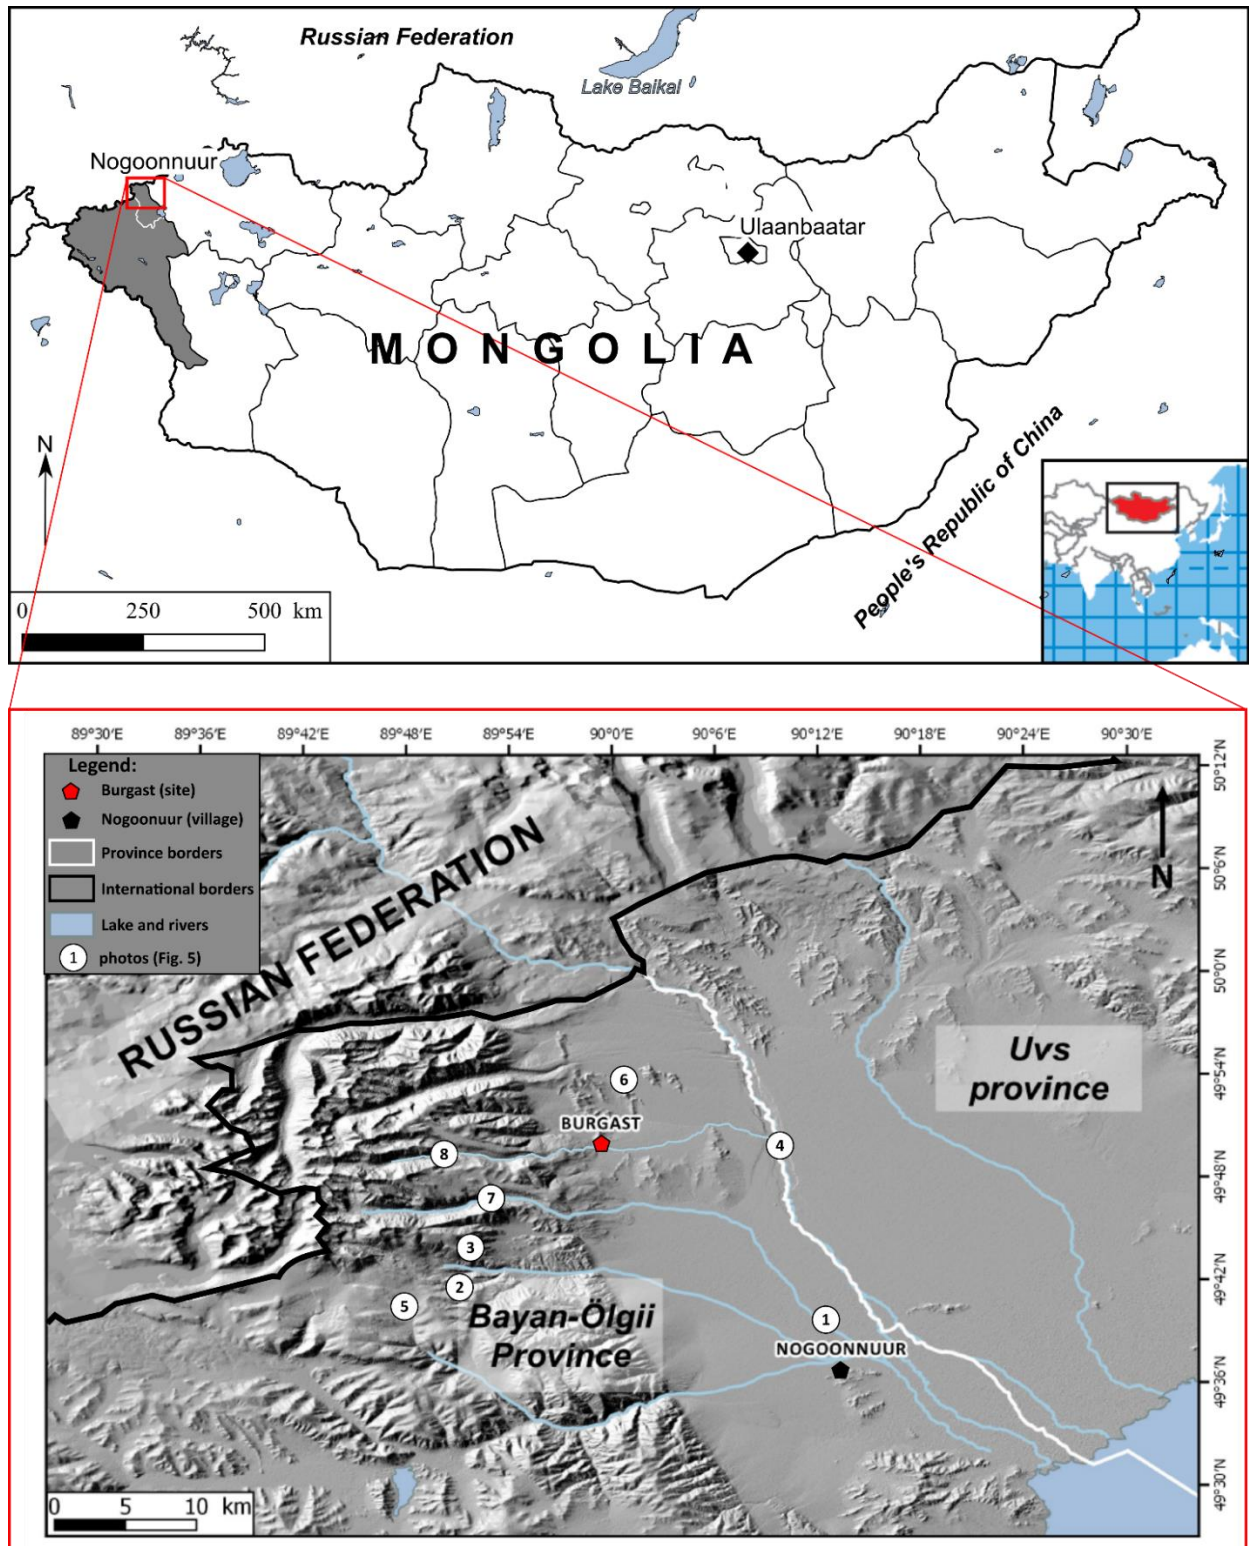 Russian Federation
Lake Baikal
Nogoonnuur
Ulaanbaatar
MONGOLIA
N
People's Republic of China
0 250 500 km
89°30'E 89°36'E 89°42'E 89°48'E 89°54'E 90°0'E 90°6'E 90°12'E 90°18'E 90°24'E 90°30'E
Legend:
Burgast (site)
Nogoonuur (village)
Province borders
International borders
Lake and rivers
1 photos (Fig. 5)
50°12'N
50°6'N
50°0'N
49°54'N
49°48'N
49°42'N
49°36'N
49°30'N
N
RUSSIAN FEDERATION
Uvs
province
6
BURGAST
4
8
7
3
2
5
1
Bayan-Ölgii
Province
NOGOONNUUR
0 5 10 km